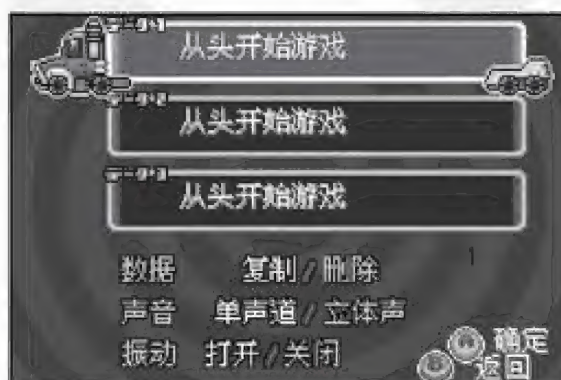 从头开始游戏
从头开始游戏
从头开始游戏
数据 复制/删除
声音 单声道/立体声
振动 打开/关闭
确定
返回